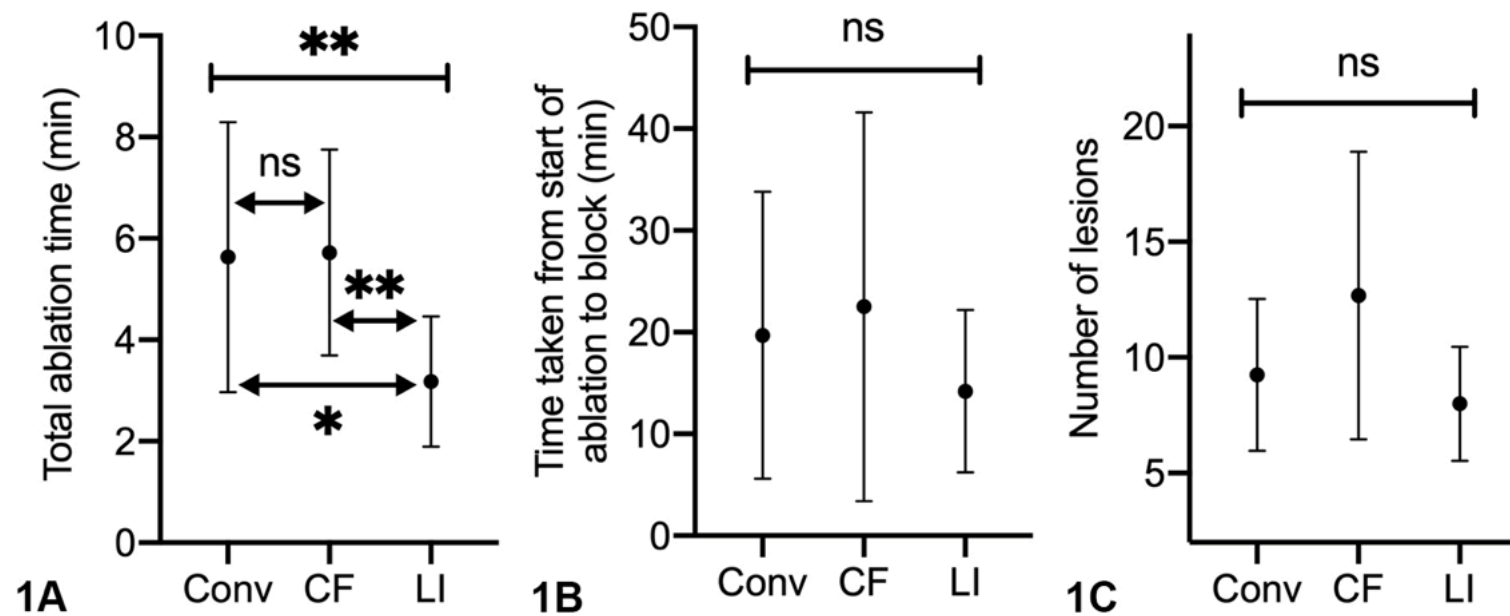 Total ablation time (min)
10
8
6
4
2
0
**
ns
**
*
Conv CF LI
1A
Time taken from start of
ablation to block (min)
50
40
30
20
10
0
ns
Conv CF LI
1B
Number of lesions
20
15
10
5
ns
Conv CF LI
1C